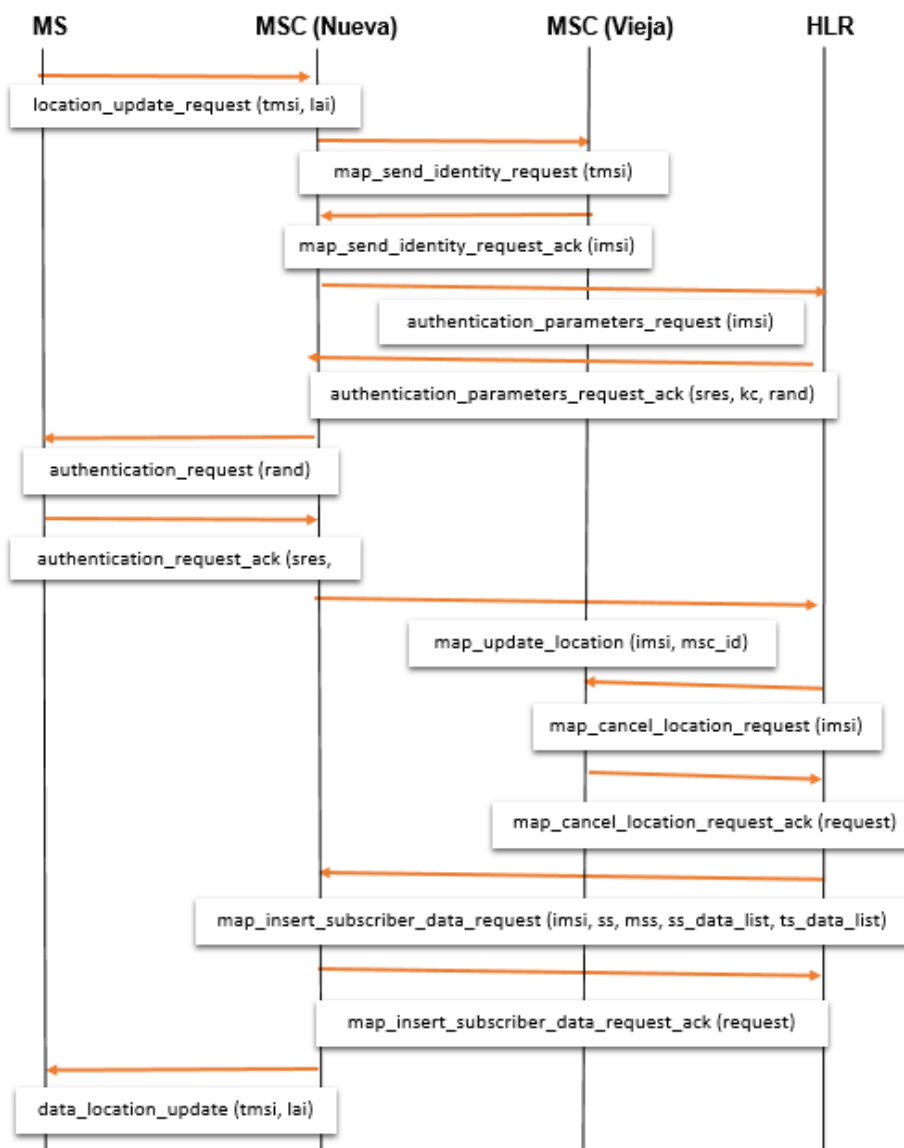 MS MSC (Nueva) MSC (Vieja) HLR
location_update_request (tmsi, lai)
map_send_identity_request (tmsi)
map_send_identity_request_ack (imsi)
authentication_parameters_request (imsi)
authentication_parameters_request_ack (sres, kc, rand)
authentication_request (rand)
authentication_request_ack (sres,
map_update_location (imsi, msc_id)
map_cancel_location_request (imsi)
map_cancel_location_request_ack (request)
map_insert_subscriber_data_request (imsi, ss, mss, ss_data_list, ts_data_list)
map_insert_subscriber_data_request_ack (request)
data_location_update (tmsi, lai)